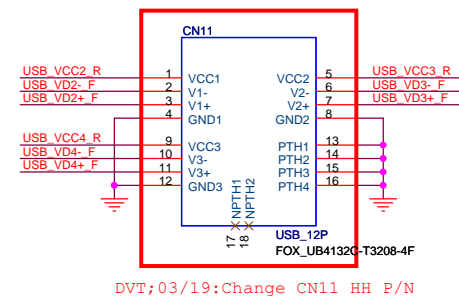 CN11
USB_VCC2_R 1 VCC1 VCC2 5 USB_VCC3_R
USB_VD2-_F 2 V1- V2- 6 USB_VD3-_F
USB_VD2+_F 3 V1+ V2+ 7 USB_VD3+_F
4 GND1 GND2 8
USB_VCC4_R 9 VCC3 PTH1 13
USB_VD4-_F 10 V3- PTH2 14
USB_VD4+_F 11 V3+ PTH3 15
12 GND3 PTH4 16
NPTH1
NPTH2
17
18
USB_12P
FOX_UB4132C-T3208-4F
DVT;03/19:Change CN11 HH P/N